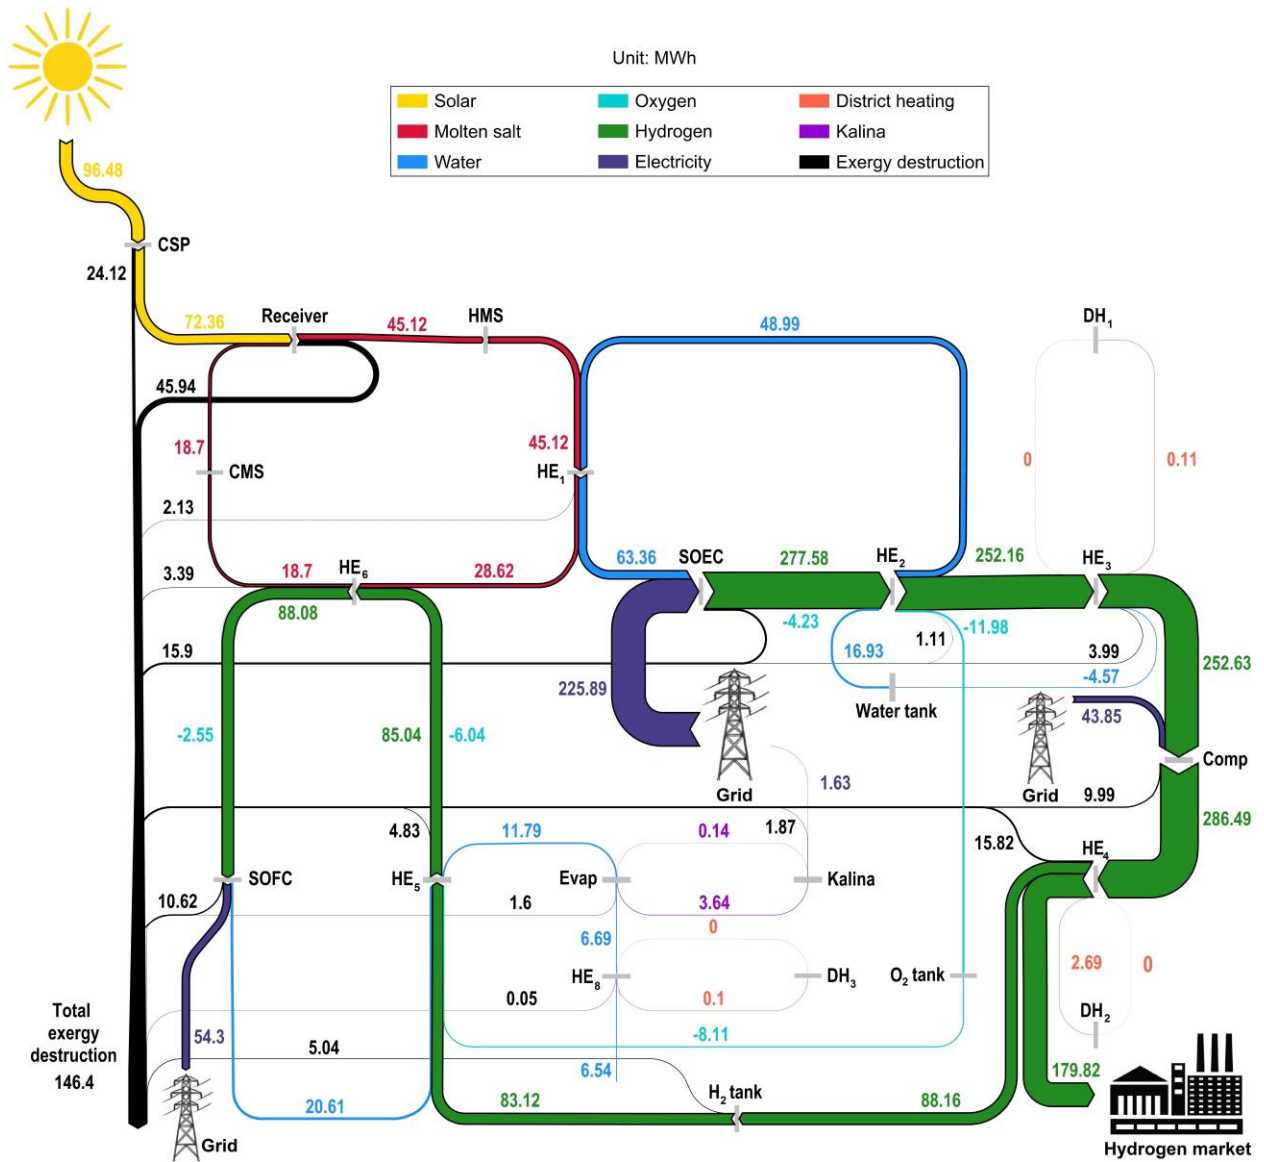 Unit: MWh
Solar
Oxygen
District heating
Molten salt
Hydrogen
Kalina
Water
Electricity
Exergy destruction
96.48
CSP
24.12
72.36
Receiver
45.12
HMS
48.99
DH1
45.94
18.7
CMS
45.12
HE1
0
0.11
2.13
3.39
18.7
HE6
28.62
63.36
SOEC
277.58
HE2
252.16
HE3
88.08
-4.23
-11.98
15.9
16.93
1.11
3.99
252.63
-4.57
225.89
Water tank
43.85
-2.55
85.04
-6.04
Comp
Grid
1.63
Grid
9.99
4.83
11.79
0.14
1.87
15.82
286.49
HE4
SOFC
HE5
Evap
Kalina
10.62
1.6
3.64
0
6.69
2.69
0
HE8
DH3
O2 tank
0.05
0.1
DH2
Total
exergy
destruction
146.4
54.3
5.04
-8.11
6.54
179.82
20.61
83.12
H2 tank
88.16
Grid
Hydrogen market